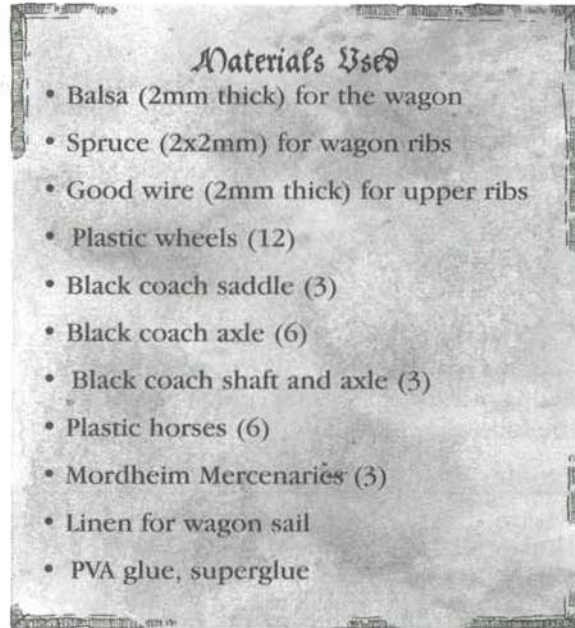 Materials Used
• Balsa (2mm thick) for the wagon
• Spruce (2x2mm) for wagon ribs
• Good wire (2mm thick) for upper ribs
• Plastic wheels (12)
• Black coach saddle (3)
• Black coach axle (6)
• Black coach shaft and axle (3)
• Plastic horses (6)
• Mordheim Mercenaries (3)
• Linen for wagon sail
• PVA glue, superglue